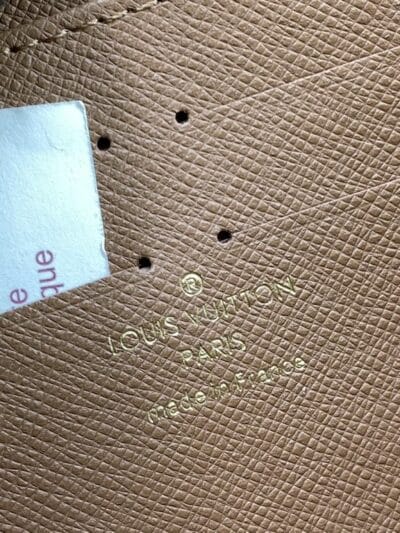 ®
LOUIS VUITTON
PARIS
made in France
e
que